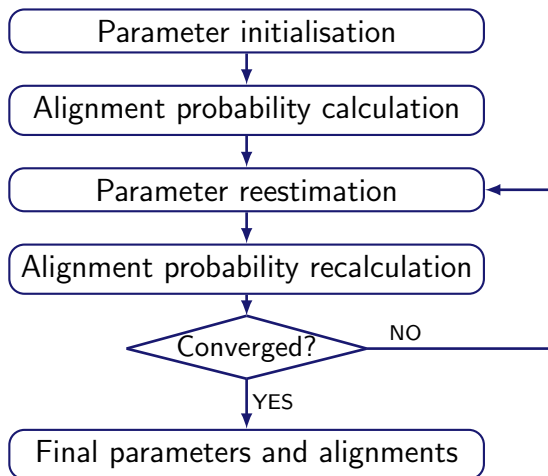 Parameter initialisation
Alignment probability calculation
Parameter reestimation
Alignment probability recalculation
Converged?
NO
YES
Final parameters and alignments